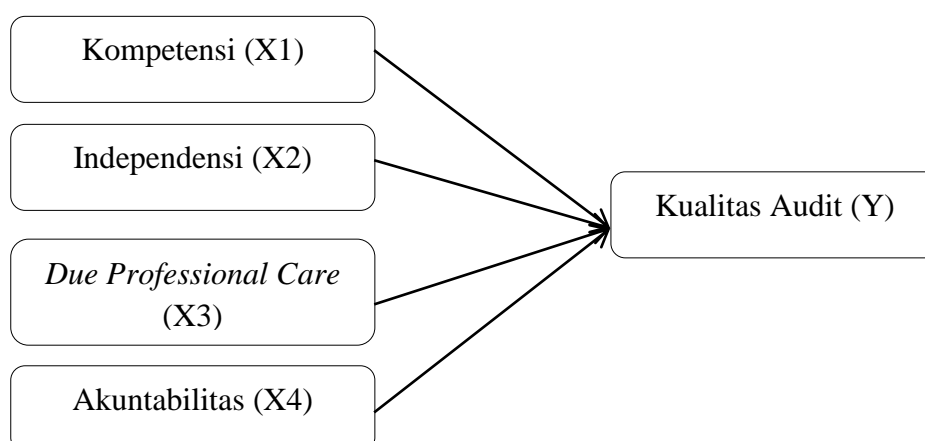 Kompetensi (X1)
Independensi (X2)
Kualitas Audit (Y)
Due Professional Care
(X3)
Akuntabilitas (X4)